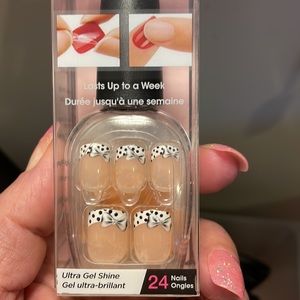 Lasts Up to a Week
Durée jusqu'à une semaine
Ultra Gel Shine
Gel ultra-brillant
24 Nails
Ongles